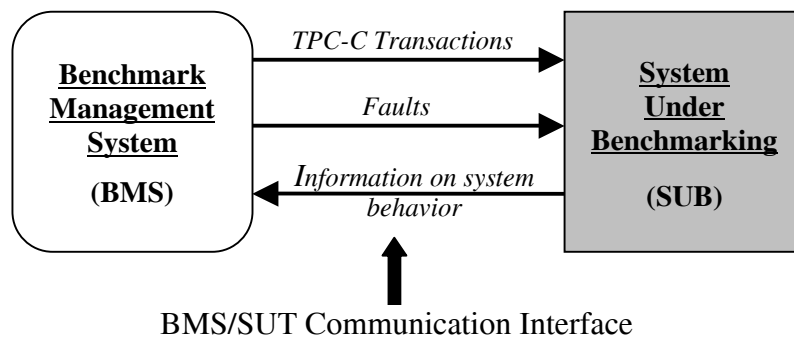 TPC-C Transactions
Benchmark
Management
System
(BMS)
Faults
Information on system
behavior
System
Under
Benchmarking
(SUB)
BMS/SUT Communication Interface